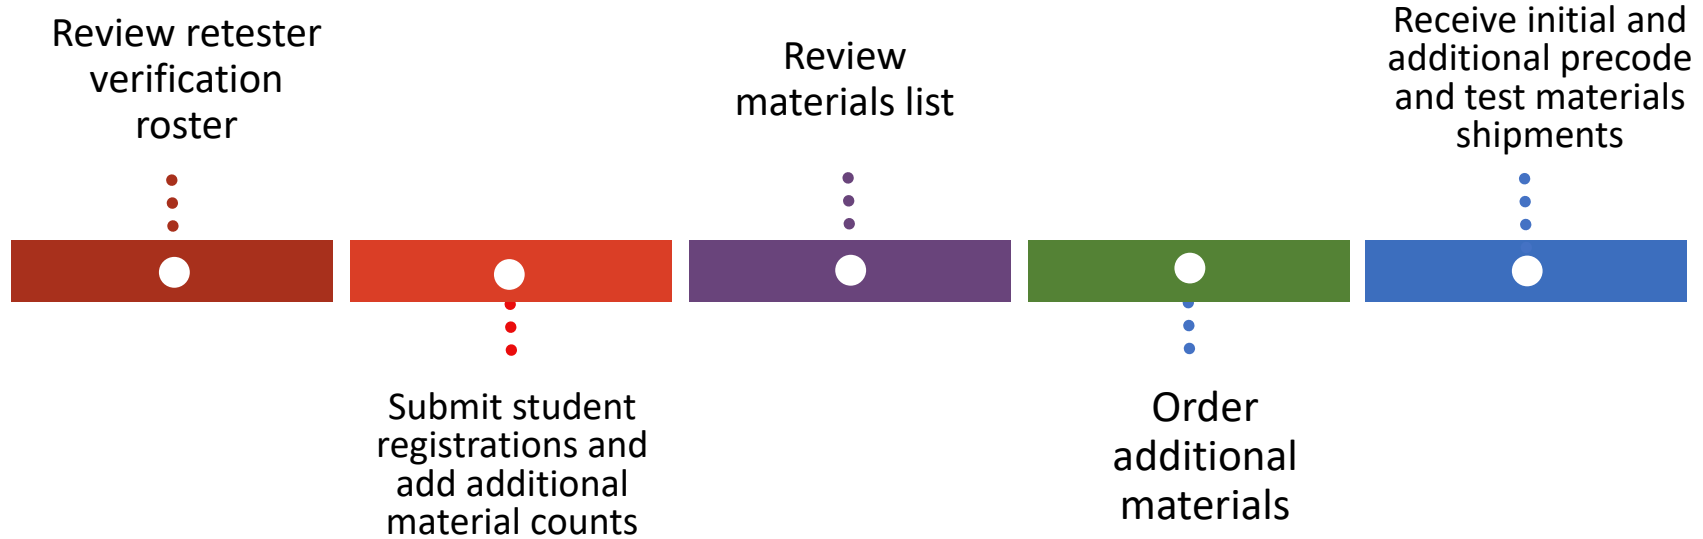 Review retester
verification
roster
Submit student
registrations and
add additional
material counts
Review
materials list
Order
additional
materials
Receive initial and
additional precode
and test materials
shipments